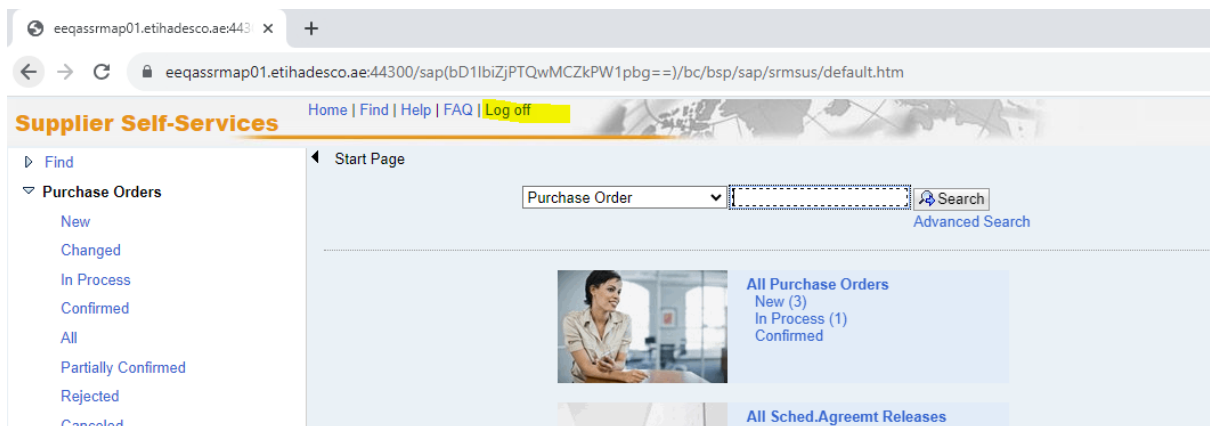 eeqassrmap01.etihadesco.ae:443
eeqassrmap01.etihadesco.ae:44300/sap(bD1lbiZjPTQwMCZkPW1pbg==)/bc/bsp/sap/srmsus/default.htm
Supplier Self-Services
Home | Find | Help | FAQ | Log off
Find
Purchase Orders
New
Changed
In Process
Confirmed
All
Partially Confirmed
Rejected
Canceled
Start Page
Purchase Order
Search
Advanced Search
All Purchase Orders
New (3)
In Process (1)
Confirmed
All Sched.Agreemt Releases